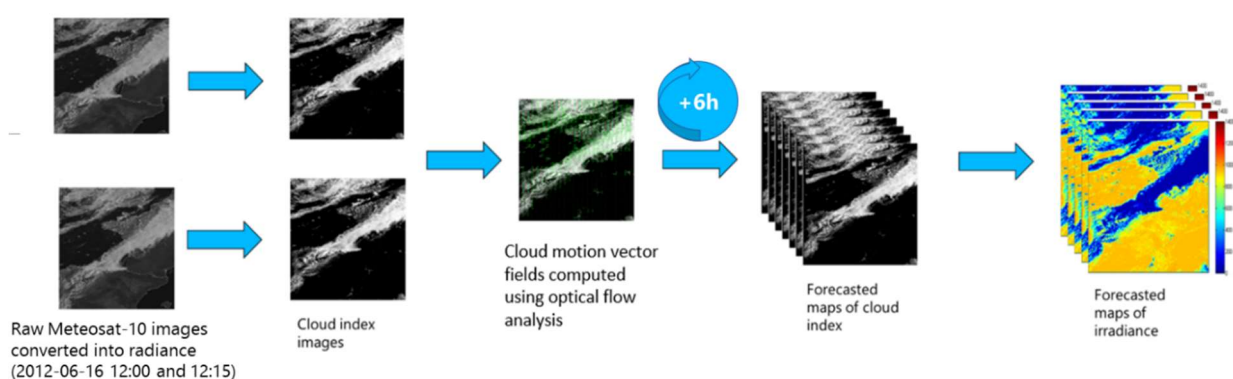 +6h
Raw Meteosat-10 images
converted into radiance
(2012-06-16 12:00 and 12:15)
Cloud index
images
Cloud motion vector
fields computed
using optical flow
analysis
Forecasted maps of cloud
index
Forecasted
maps of
irradiance